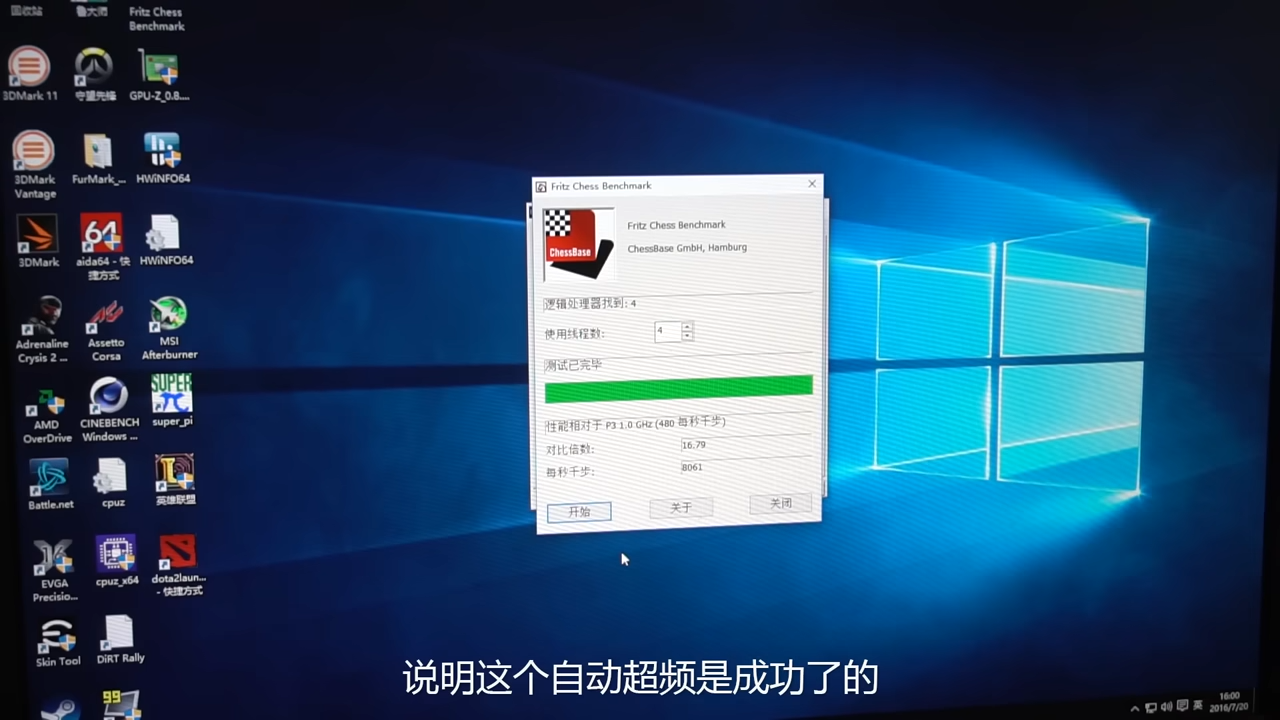 回收站
鲁大师
Fritz Chess
Benchmark
3DMark 11
守望先锋
GPU-Z_0.8....
3DMark
Vantage
FurMark_...
HWiNFO64
3DMark
64
aida64 - 快
捷方式
HWiNFO64
Adrenaline
Crysis 2 ...
Assetto
Corsa
MSI
Afterburner
AMD
OverDrive
CINEBENCH
Windows ...
SUPER
super_pi
Battle.net
cpuz
英雄联盟
EVGA
Precisio...
cpuz_x64
dota2laun...
- 快捷方式
Skin Tool
DiRT Rally
99
Fritz Chess Benchmark
ChessBase
Fritz Chess Benchmark
ChessBase GmbH, Hamburg
逻辑处理器找到: 4
使用线程数:
4
测试已完毕
性能相对于 P3 1.0 GHz (480 每秒千步)
对比倍数:
16.79
每秒千步:
8061
开始
关于
关闭
说明这个自动超频是成功了的
英
16:00
2016/7/20